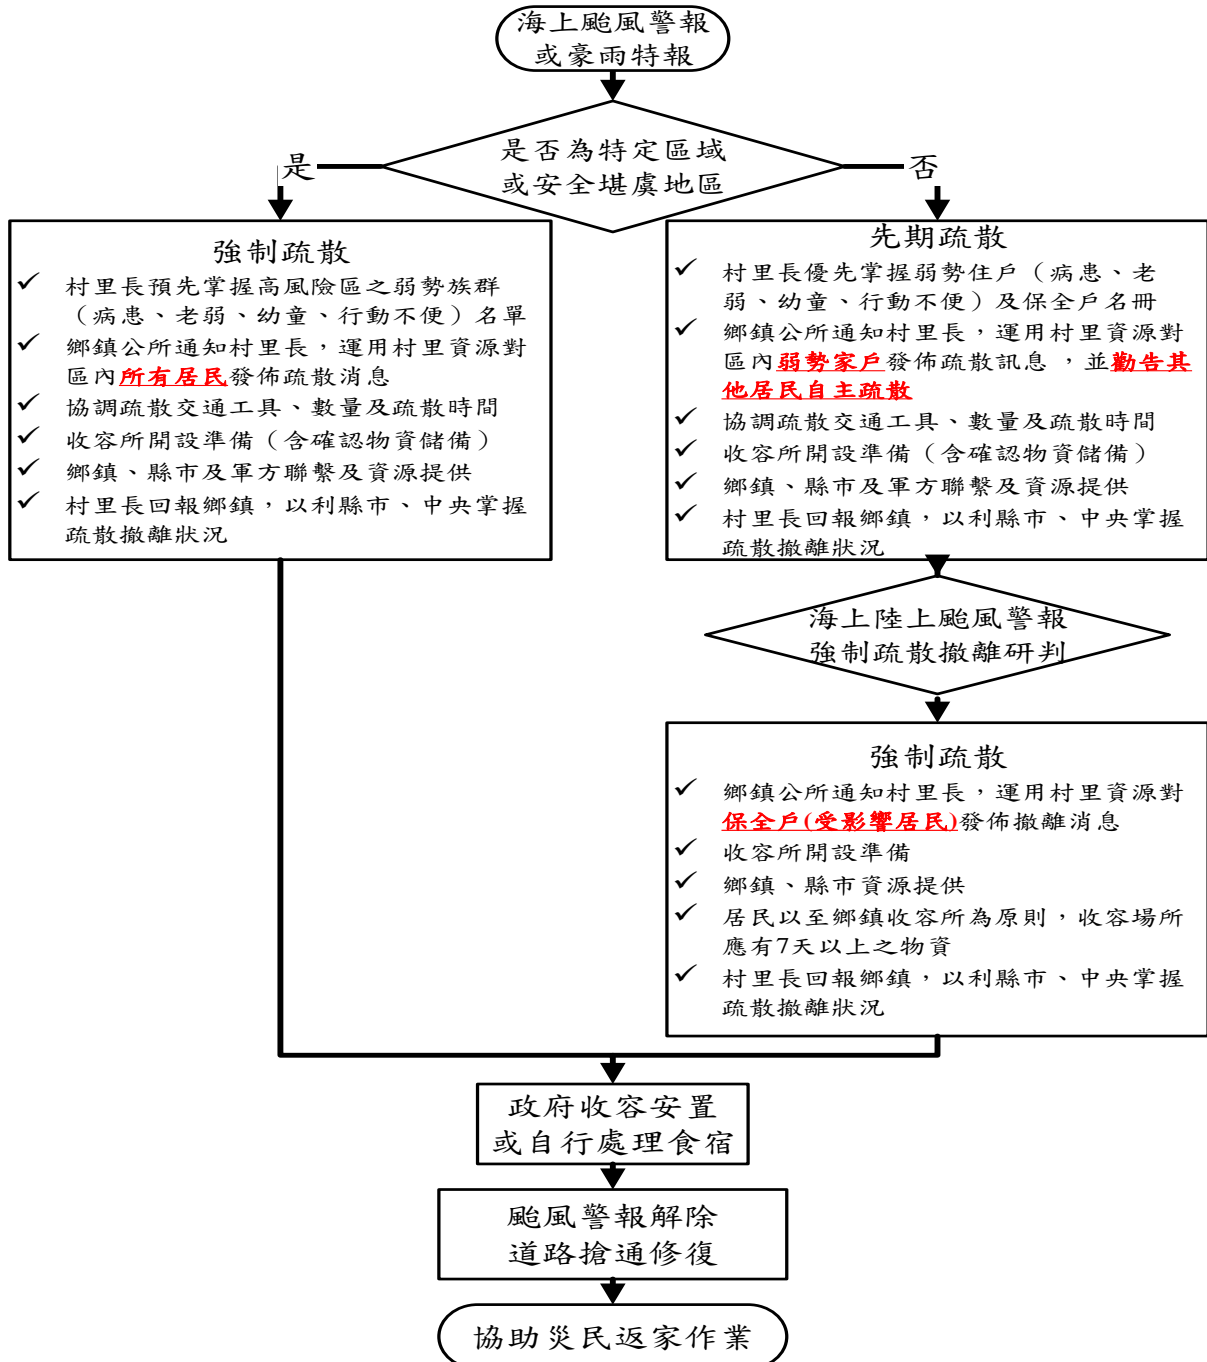 海上颱風警報
或豪雨特報
是否為特定區域
或安全堪虞地區
是
否
強制疏散
✓ 村里長預先掌握高風險區之弱勢族群
（病患、老弱、幼童、行動不便）名單
✓ 鄉鎮公所通知村里長，運用村里資源對
區內所有居民發佈疏散消息
✓ 協調疏散交通工具、數量及疏散時間
✓ 收容所開設準備（含確認物資儲備）
✓ 鄉鎮、縣市及軍方聯繫及資源提供
✓ 村里長回報鄉鎮，以利縣市、中央掌握
疏散撤離狀況
先期疏散
✓ 村里長優先掌握弱勢住戶（病患、老
弱、幼童、行動不便）及保全戶名冊
✓ 鄉鎮公所通知村里長，運用村里資源對
區內弱勢家戶發佈疏散訊息 ，並勸告其
他居民自主疏散
✓ 協調疏散交通工具、數量及疏散時間
✓ 收容所開設準備（含確認物資儲備）
✓ 鄉鎮、縣市及軍方聯繫及資源提供
✓ 村里長回報鄉鎮，以利縣市、中央掌握
疏散撤離狀況
海上陸上颱風警報
強制疏散撤離研判
強制疏散
✓ 鄉鎮公所通知村里長，運用村里資源對
保全戶(受影響居民)發佈撤離消息
✓ 收容所開設準備
✓ 鄉鎮、縣市資源提供
✓ 居民以至鄉鎮收容所為原則，收容場所
應有7天以上之物資
✓ 村里長回報鄉鎮，以利縣市、中央掌握
疏散撤離狀況
政府收容安置
或自行處理食宿
颱風警報解除
道路搶通修復
協助災民返家作業